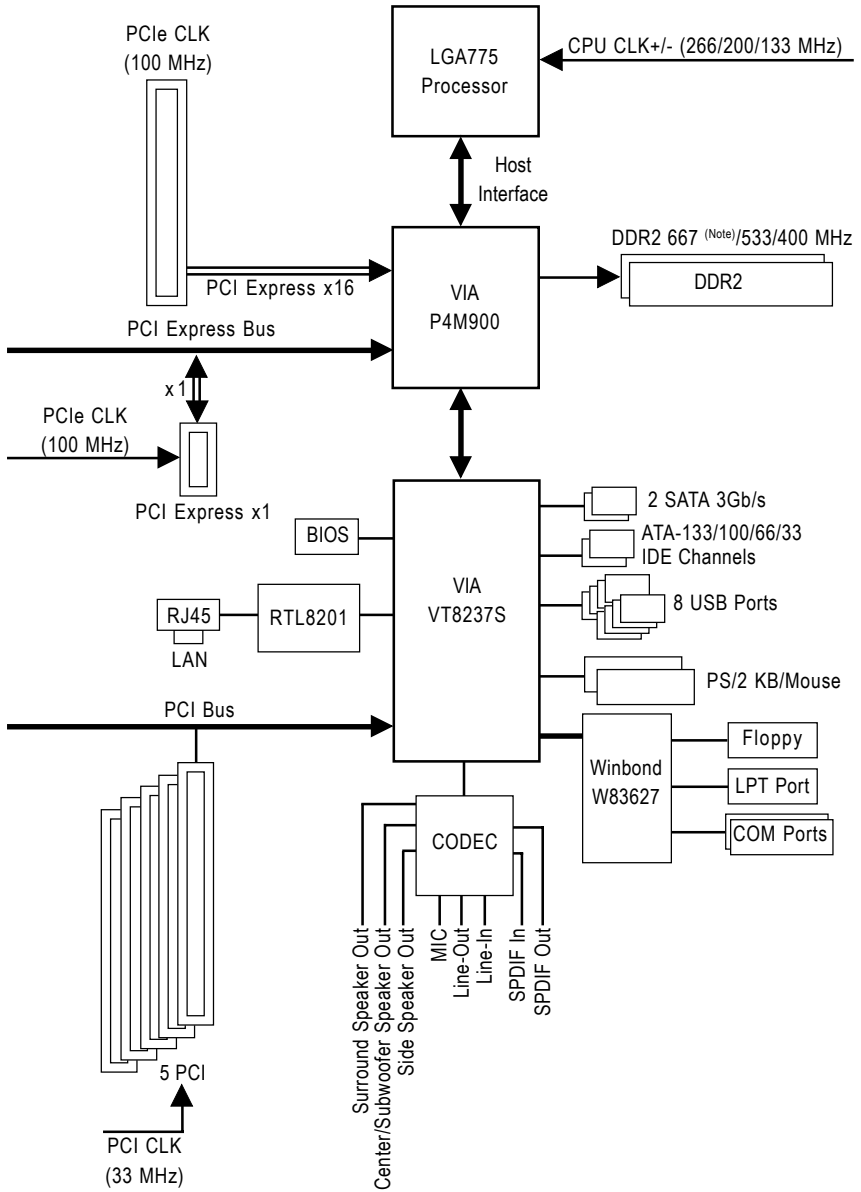 PCIe CLK
(100 MHz)
LGA775
Processor
CPU CLK+/- (266/200/133 MHz)
Host
Interface
DDR2 667 (Note)/533/400 MHz
DDR2
PCI Express x16
VIA
P4M900
PCI Express Bus
x1
PCIe CLK
(100 MHz)
PCI Express x1
2 SATA 3Gb/s
BIOS
ATA-133/100/66/33
IDE Channels
VIA
VT8237S
8 USB Ports
RJ45
RTL8201
LAN
PS/2 KB/Mouse
PCI Bus
Floppy
Winbond
W83627
LPT Port
COM Ports
CODEC
Surround Speaker Out
Center/Subwoofer Speaker Out
Side Speaker Out
MIC
Line-Out
Line-In
SPDIF In
SPDIF Out
5 PCI
PCI CLK
(33 MHz)